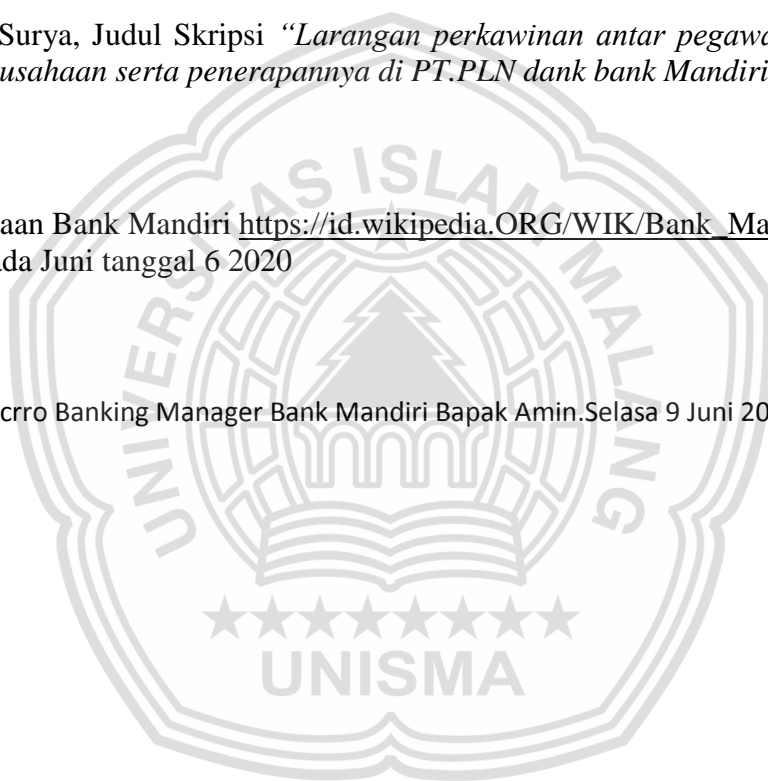 Surya, Judul Skripsi “Larangan perkawinan antar pegawa
usahaan serta penerapannya di PT.PLN dank bank Mandiri
aan Bank Mandiri https://id.wikipedia.ORG/WIK/Bank_Ma
ada Juni tanggal 6 2020
crro Banking Manager Bank Mandiri Bapak Amin.Selasa 9 Juni 20
UNIVERSITAS ISLAM MALANG
UNISMA